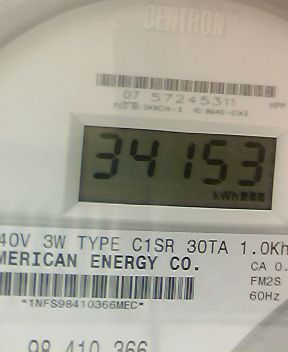 CENTRON®
07 57245311
HPP
34153
kWh
40V 3W TYPE C1SR 30TA 1.0Kh
MERICAN ENERGY CO.
CA 0.
FM2S
60Hz
*1NFS98410366MEC*
98 410 366